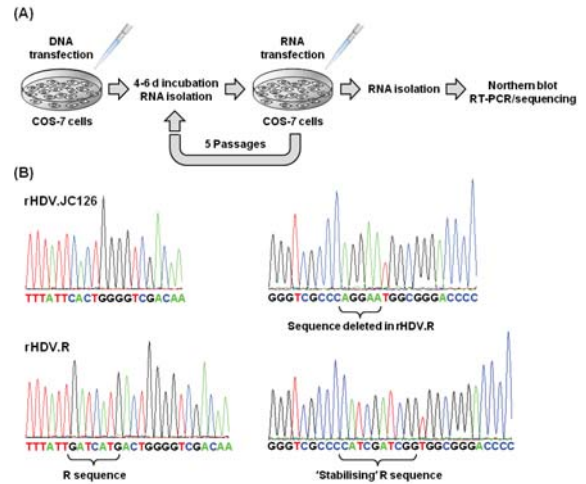 (A)
DNA transfection
RNA transfection
4-6 d incubation
RNA isolation
RNA isolation
Northern blot
RT-PCR/sequencing
COS-7 cells
COS-7 cells
5 Passages
(B)
rHDV.JC126
TTTATTCACTGGGGTCGACAA
GGGTCGCCCAGGAATGGCGGGACCCC
Sequence deleted in rHDV.R
rHDV.R
TTTATTGATCATGACTGGGGTCGACAA
GGGTCGCCCCATCGATCGGTGGCGGGACCCC
R sequence
'Stabilising' R sequence